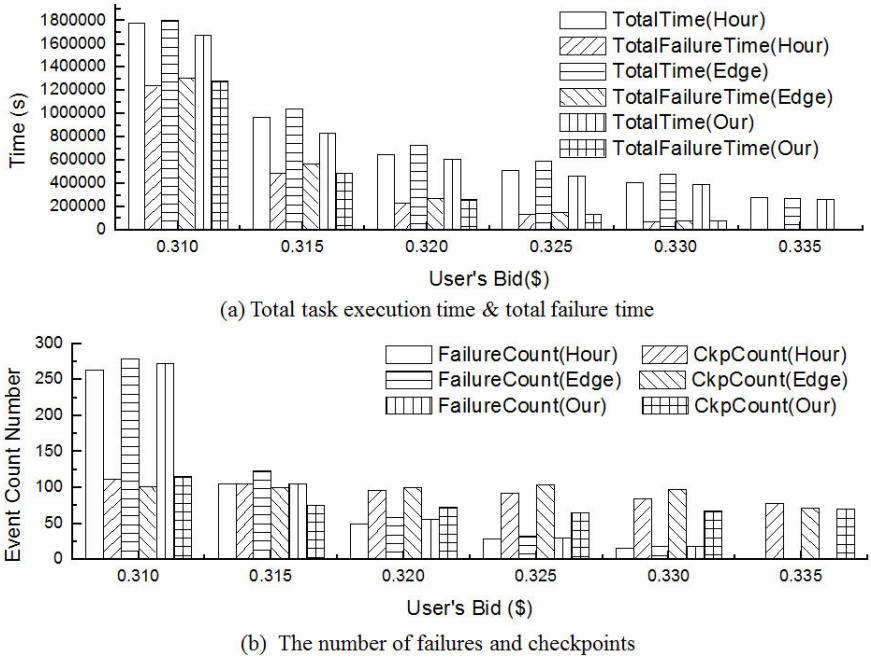 1800000
1600000
1400000
1200000
1000000
800000
600000
400000
200000
0
Time (s)
TotalTime(Hour)
TotalFailureTime(Hour)
TotalTime(Edge)
TotalFailureTime(Edge)
TotalTime(Our)
TotalFailureTime(Our)
0.310 0.315 0.320 0.325 0.330 0.335
User's Bid($)
(a) Total task execution time & total failure time
300
250
200
150
100
50
0
Event Count Number
FailureCount(Hour) CkpCount(Hour)
FailureCount(Edge) CkpCount(Edge)
FailureCount(Our) CkpCount(Our)
0.310 0.315 0.320 0.325 0.330 0.335
User's Bid ($)
(b) The number of failures and checkpoints